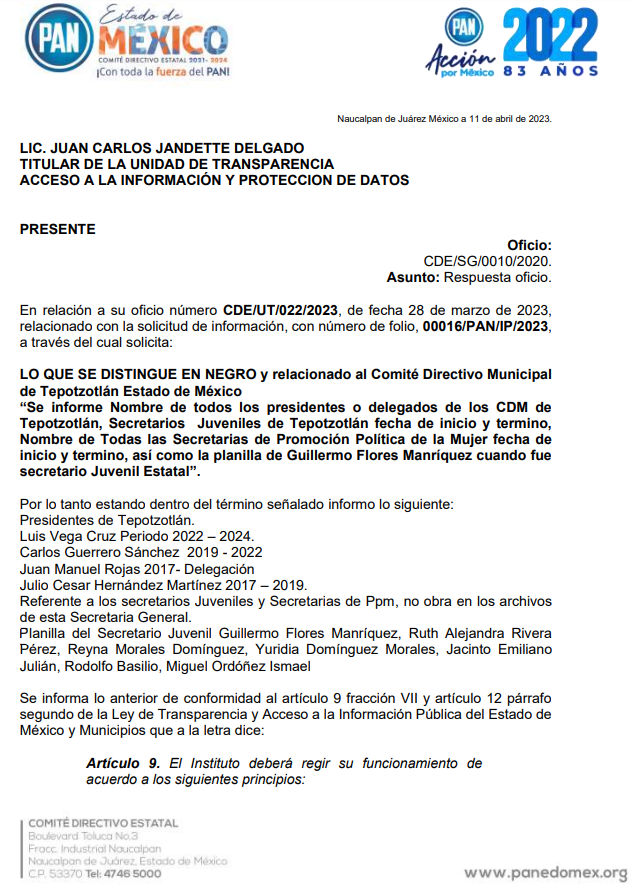 PAN
Estado de
MÉXICO
COMITÉ DIRECTIVO ESTATAL 2021- 2024
¡Con toda la fuerza del PAN!
PAN
Acción
por México
2022
83 AÑOS
Naucalpan de Juárez México a 11 de abril de 2023.
LIC. JUAN CARLOS JANDETTE DELGADO
TITULAR DE LA UNIDAD DE TRANSPARENCIA
ACCESO A LA INFORMACIÓN Y PROTECCION DE DATOS
PRESENTE
Oficio:
CDE/SG/0010/2020.
Asunto: Respuesta oficio.
En relación a su oficio número CDE/UT/022/2023, de fecha 28 de marzo de 2023,
relacionado con la solicitud de información, con número de folio, 00016/PAN/IP/2023,
a través del cual solicita:
LO QUE SE DISTINGUE EN NEGRO y relacionado al Comité Directivo Municipal
de Tepotzotlán Estado de México
“Se informe Nombre de todos los presidentes o delegados de los CDM de
Tepotzotlán, Secretarios Juveniles de Tepotzotlán fecha de inicio y termino,
Nombre de Todas las Secretarias de Promoción Política de la Mujer fecha de
inicio y termino, así como la planilla de Guillermo Flores Manríquez cuando fue
secretario Juvenil Estatal”.
Por lo tanto estando dentro del término señalado informo lo siguiente:
Presidentes de Tepotzotlán.
Luis Vega Cruz Periodo 2022 – 2024.
Carlos Guerrero Sánchez 2019 - 2022
Juan Manuel Rojas 2017- Delegación
Julio Cesar Hernández Martínez 2017 – 2019.
Referente a los secretarios Juveniles y Secretarias de Ppm, no obra en los archivos
de esta Secretaria General.
Planilla del Secretario Juvenil Guillermo Flores Manríquez, Ruth Alejandra Rivera
Pérez, Reyna Morales Domínguez, Yuridia Domínguez Morales, Jacinto Emiliano
Julián, Rodolfo Basilio, Miguel Ordóñez Ismael
Se informa lo anterior de conformidad al artículo 9 fracción VII y artículo 12 párrafo
segundo de la Ley de Transparencia y Acceso a la Información Pública del Estado de
México y Municipios que a la letra dice:
Artículo 9. El Instituto deberá regir su funcionamiento de
acuerdo a los siguientes principios:
COMITÉ DIRECTIVO ESTATAL
Boulevard Toluca No.3
Fracc. Industrial Naucalpan
Naucalpan de Juárez, Estado de México
C.P. 53370 Tel: 4746 5000
www.panedomex.org